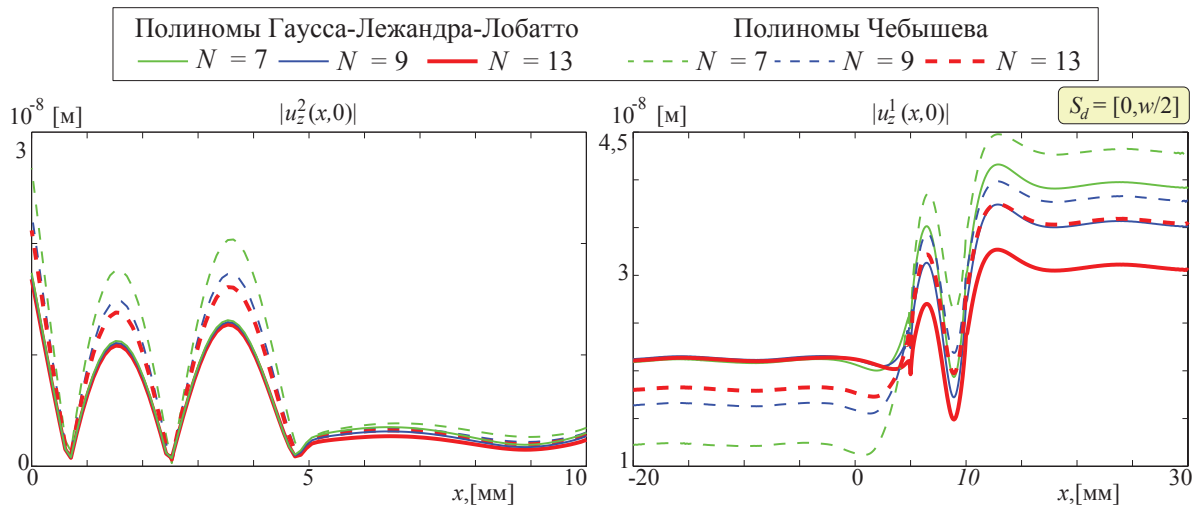 Полиномы Гаусса-Лежандра-Лобатто Полиномы Чебышева
N = 7 N = 9 N = 13 N = 7 N = 9 N = 13
10^-8 [м] |u_z^2(x,0)| 10^-8 [м] |u_z^1(x,0)| S_d = [0,w/2]
3 4,5
3
0 1
0 5 10 -20 0 10 30
x,[мм] x,[мм]